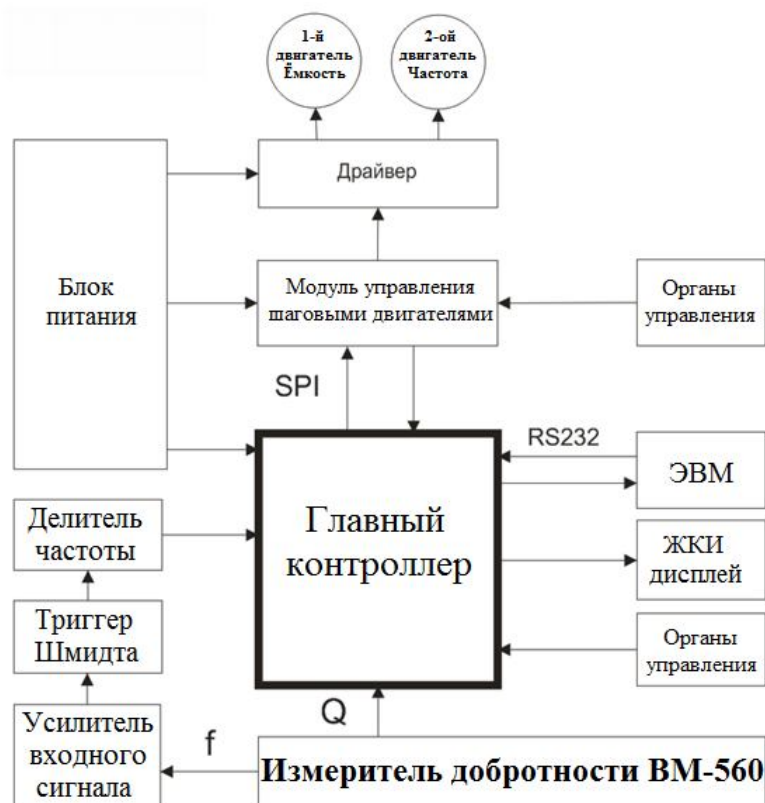 1-й
двигатель
Ёмкость
2-ой
двигатель
Частота
Драйвер
Блок
питания
Модуль управления
шаговыми двигателями
Органы
управления
SPI
RS232
ЭВМ
Главный
контроллер
Делитель
частоты
ЖКИ
дисплей
Триггер
Шмидта
Органы
управления
Q
Усилитель
входного
сигнала
f
Измеритель добротности ВМ-560